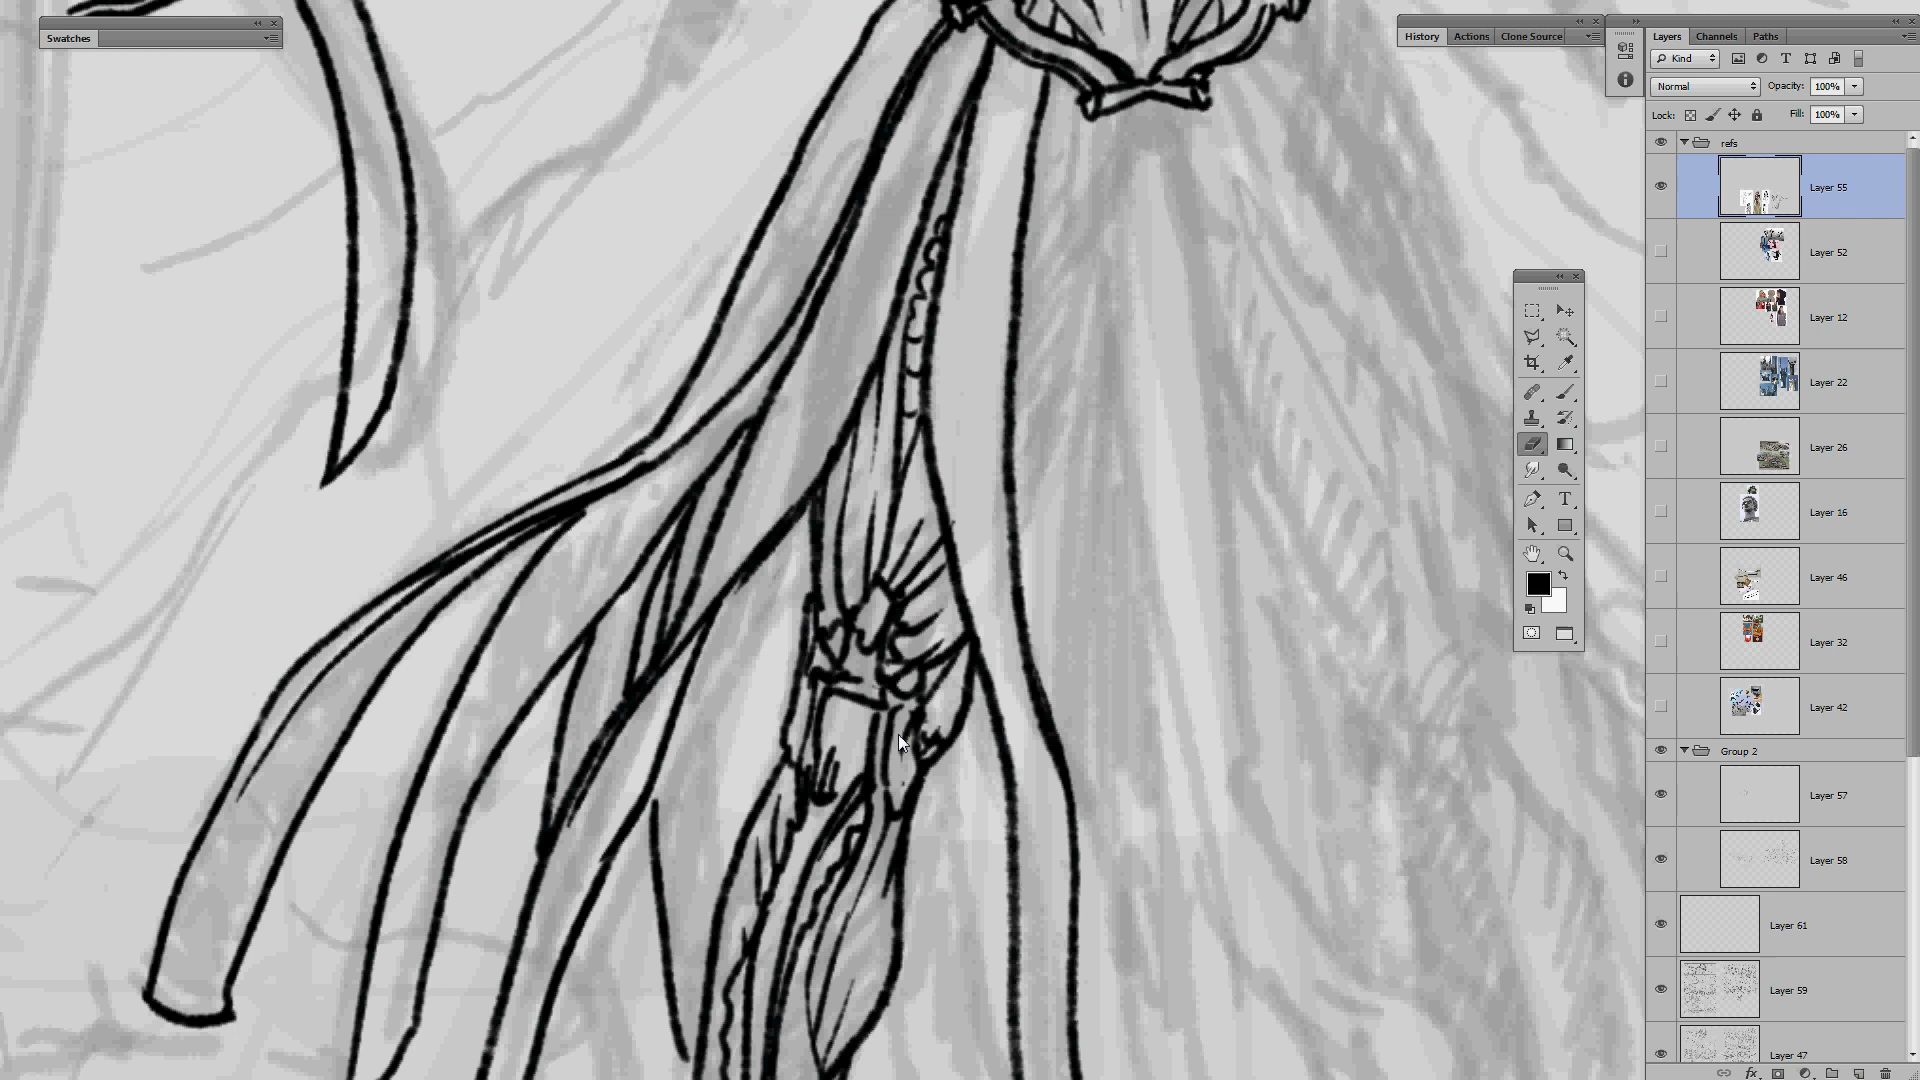 Swatches
History Actions Clone Source
Layers Channels Paths
Kind
Normal Opacity: 100%
Lock: Fill: 100%
refs
Layer 55
Layer 52
Layer 12
Layer 22
Layer 26
Layer 16
Layer 46
Layer 32
Layer 42
Group 2
Layer 57
Layer 58
Layer 61
Layer 59
Layer 47